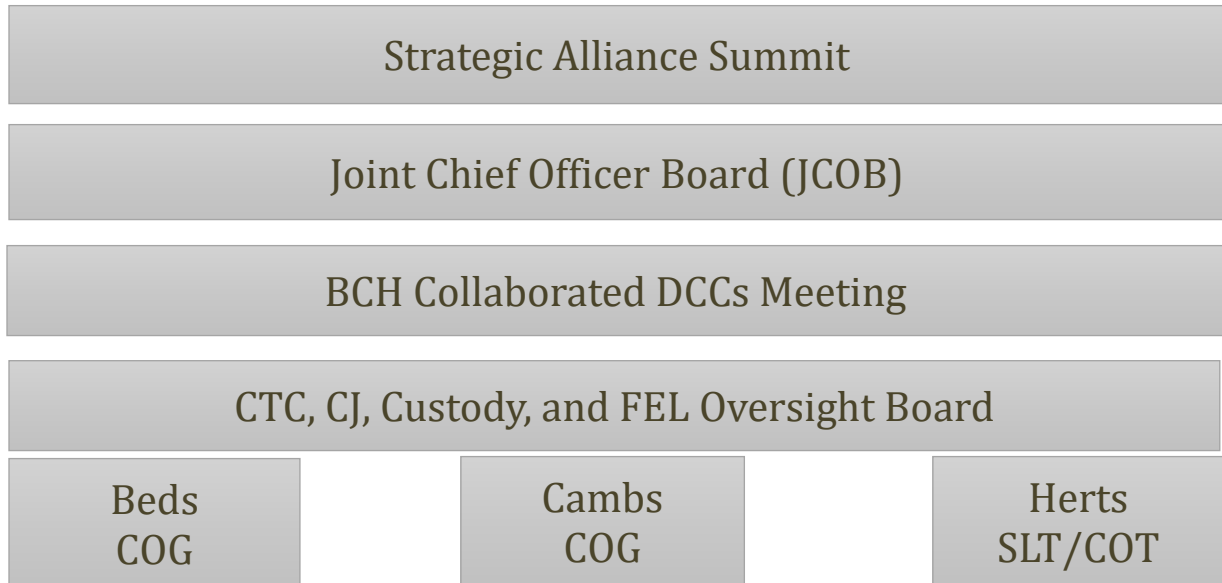 Strategic Alliance Summit
Joint Chief Officer Board (JCOB)
BCH Collaborated DCCs Meeting
CTC, CJ, Custody, and FEL Oversight Board
Beds
COG
Cambs
COG
Herts
SLT/COT